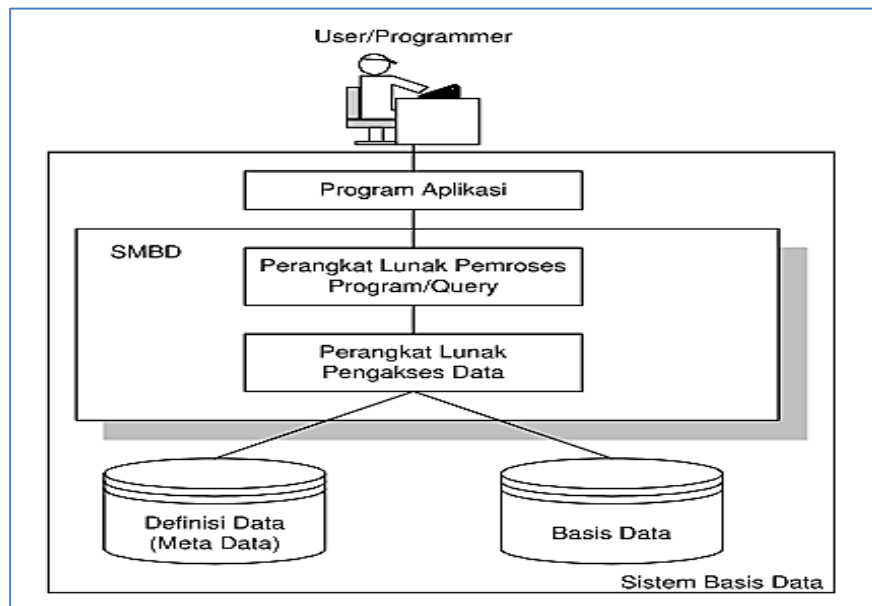 User/Programmer
Program Aplikasi
SMBD
Perangkat Lunak Pemroses
Program/Query
Perangkat Lunak
Pengakses Data
Definisi Data
(Meta Data)
Basis Data
Sistem Basis Data